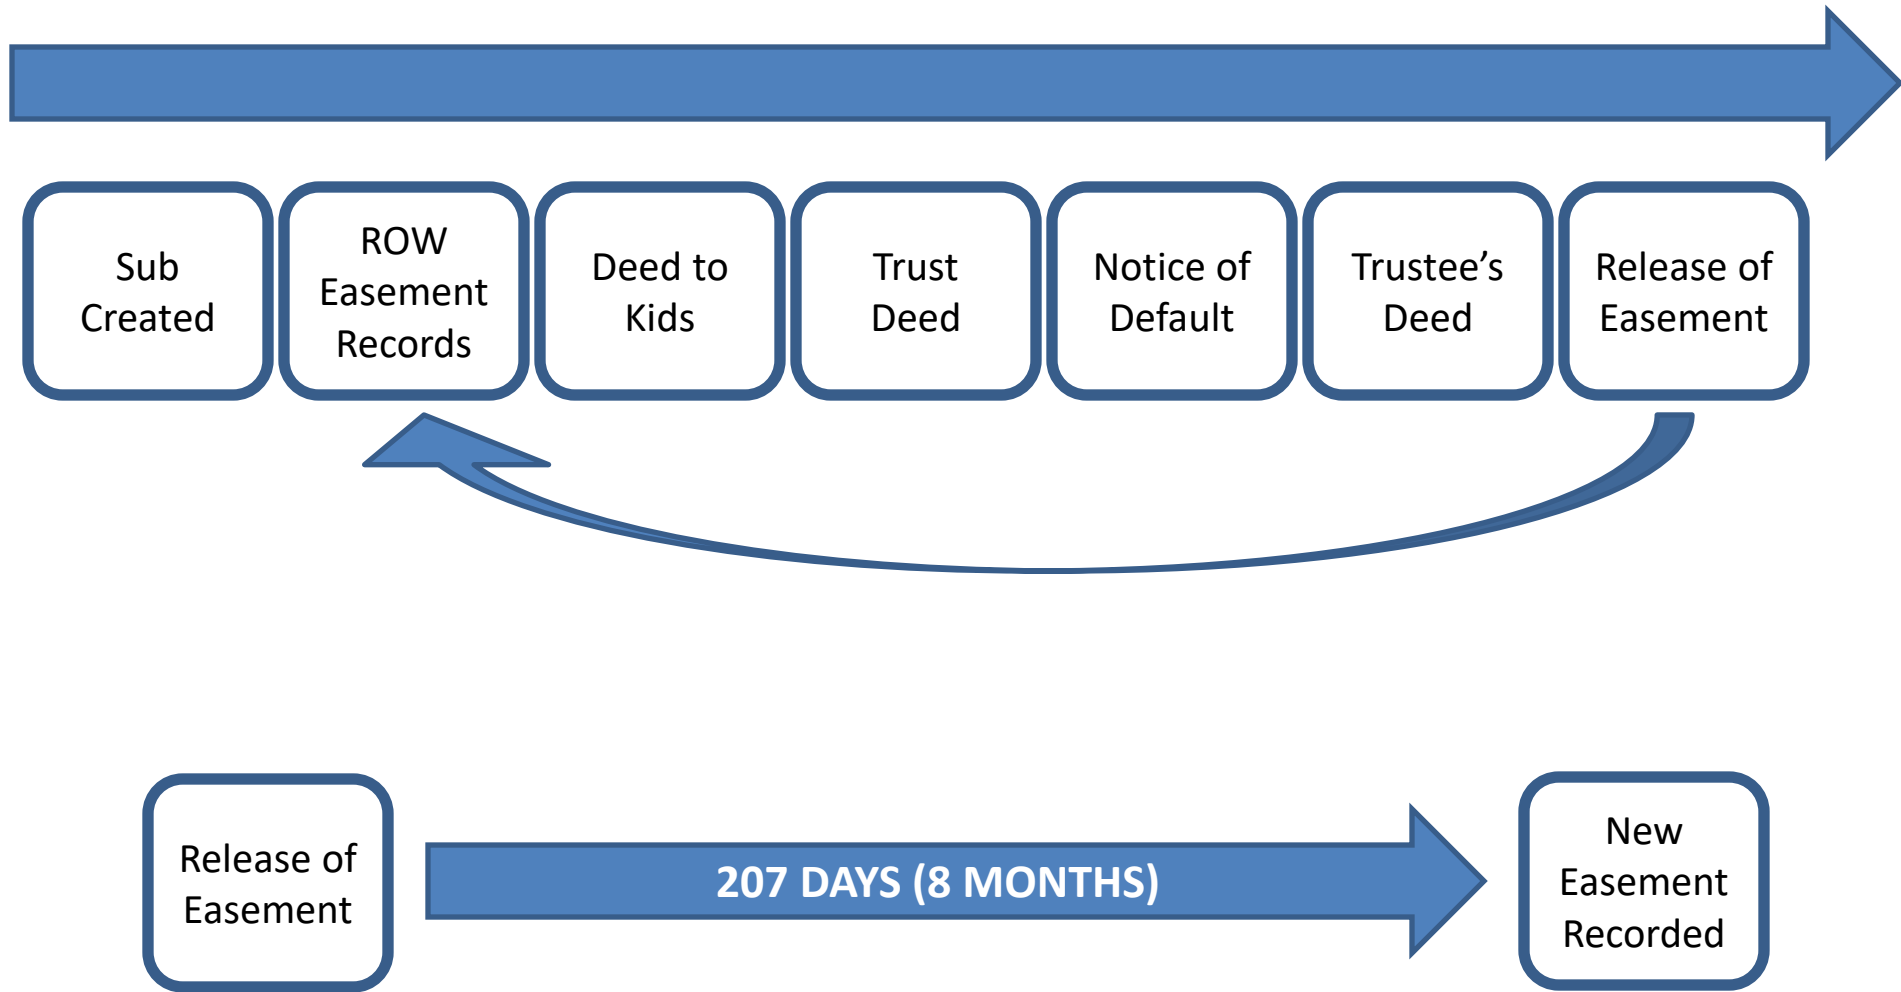 Sub
Created
ROW
Easement
Records
Deed to
Kids
Trust
Deed
Notice of
Default
Trustee’s
Deed
Release of
Easement
Release of
Easement
207 DAYS (8 MONTHS)
New
Easement
Recorded